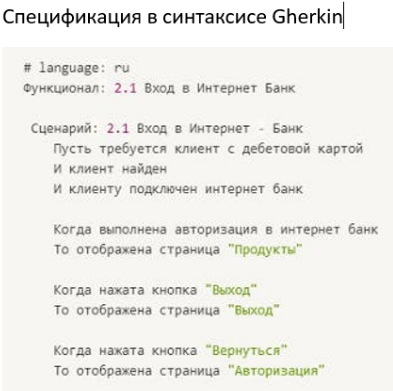 Спецификация в синтаксисе Gherkin
# language: ru
Функционал: 2.1 Вход в Интернет Банк
Сценарий: 2.1 Вход в Интернет - Банк
Пусть требуется клиент с дебетовой картой
И клиент найден
И клиенту подключен интернет банк
Когда выполнена авторизация в интернет банк
То отображена страница "Продукты"
Когда нажата кнопка "Выход"
То отображена страница "Выход"
Когда нажата кнопка "Вернуться"
То отображена страница "Авторизация"